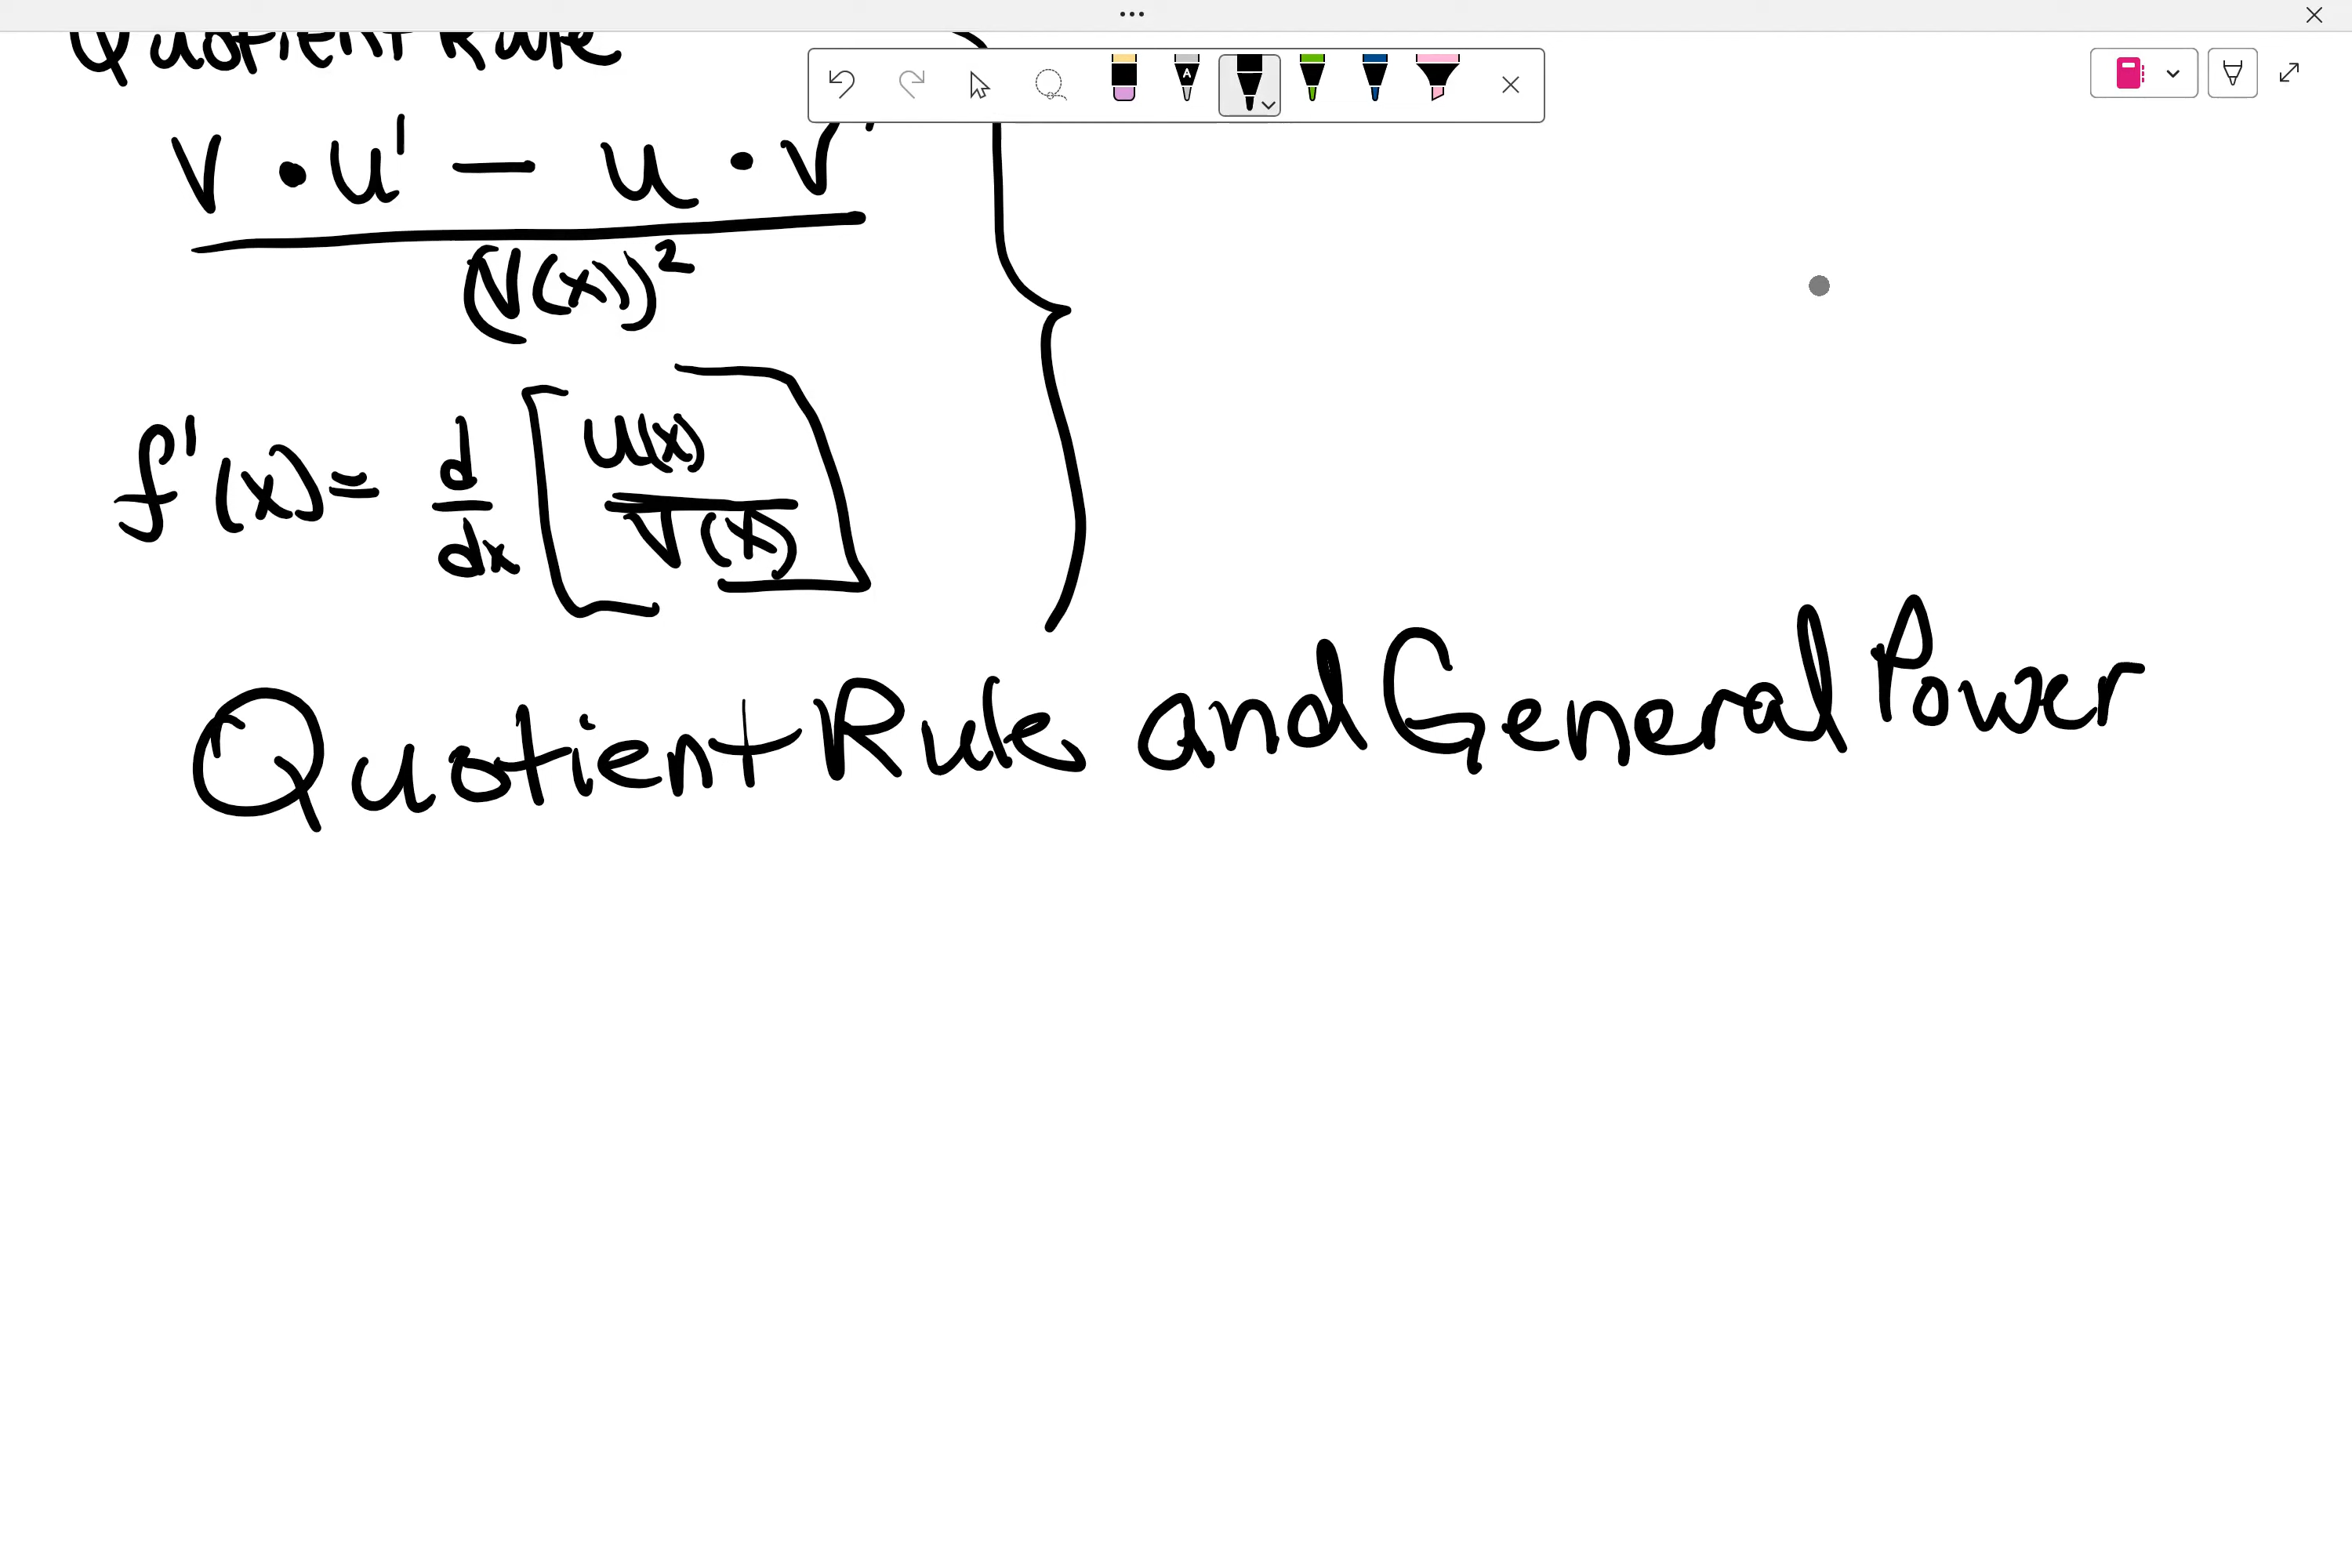 Quotient Rule
V • u' — u • v'
(V(x))²
f'(x) = d/dx [u(x)/V(x)]
Quotient Rule and General Power